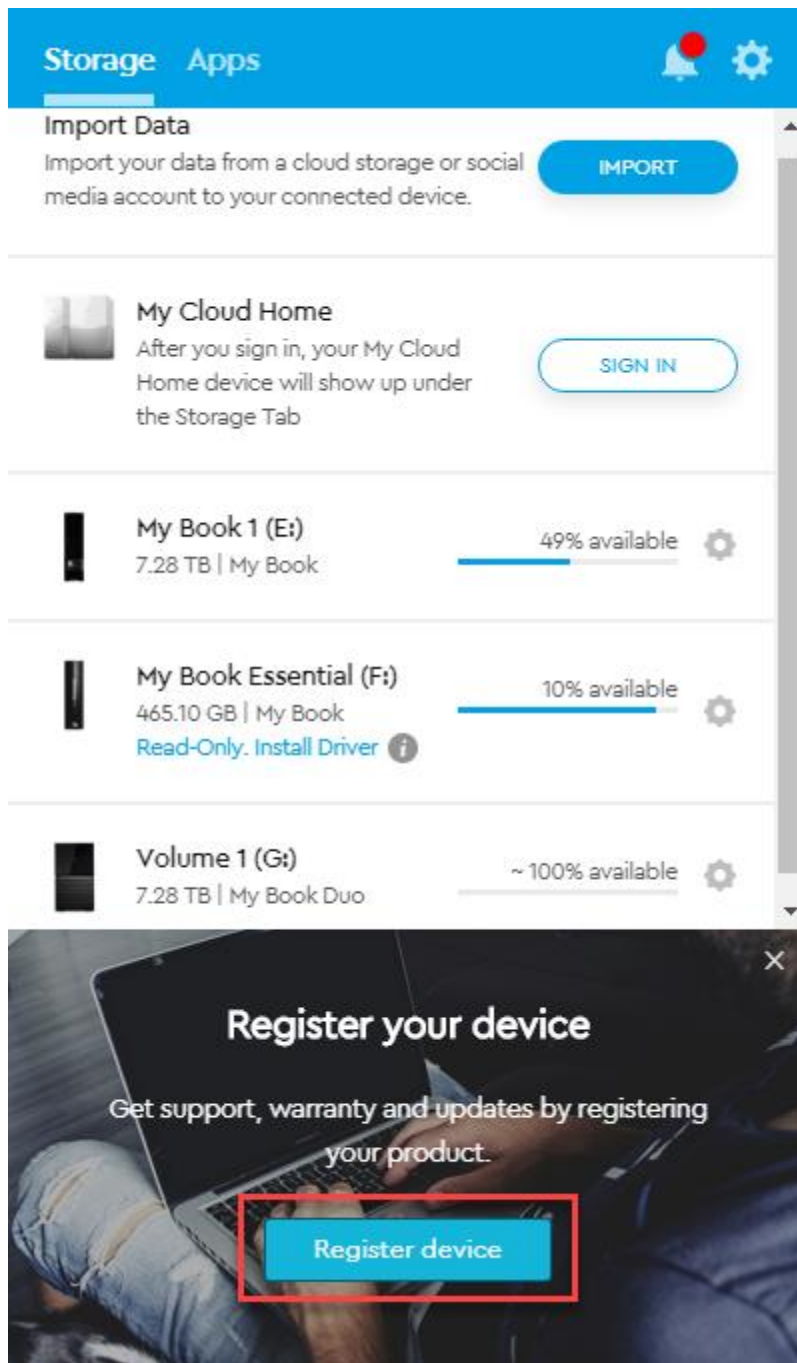 Storage Apps
Import Data
Import your data from a cloud storage or social
media account to your connected device.
IMPORT
My Cloud Home
After you sign in, your My Cloud
Home device will show up under
the Storage Tab
SIGN IN
My Book 1 (E:)
7.28 TB | My Book
49% available
My Book Essential (F:)
465.10 GB | My Book
Read-Only. Install Driver i
10% available
Volume 1 (G:)
7.28 TB | My Book Duo
~ 100% available
Register your device
Get support, warranty and updates by registering
your product.
Register device